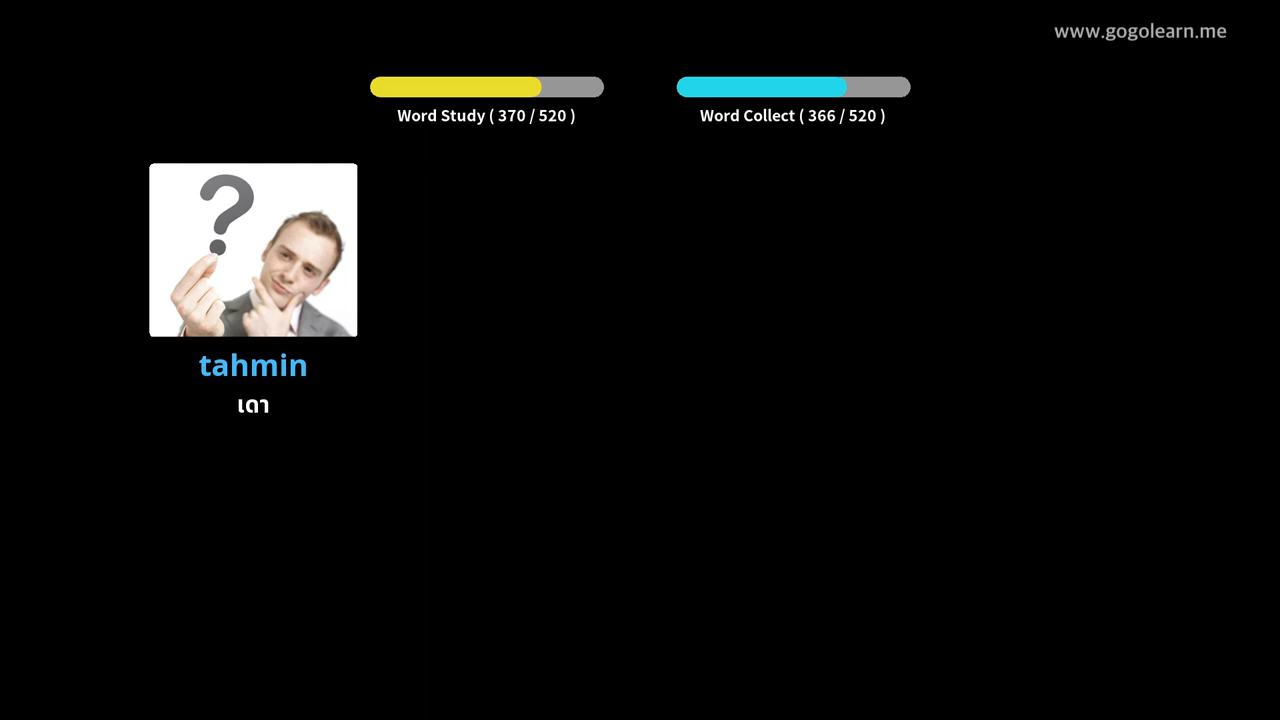 www.gogolearn.me
Word Study ( 370 / 520 )
Word Collect ( 366 / 520 )
?
tahmin
เดา